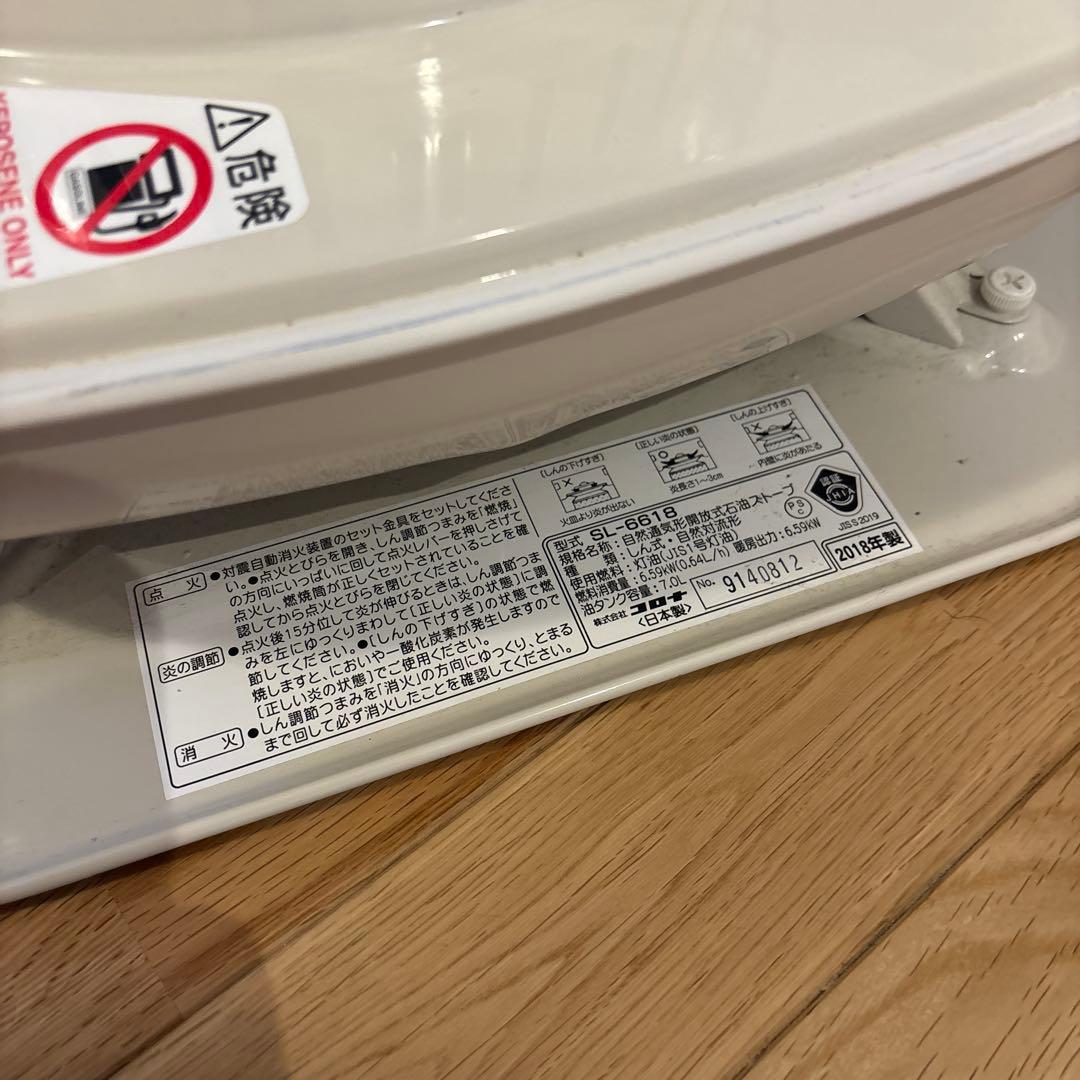 危険
KEROSENE ONLY
点火
●対震自動消火装置のセット金具をセットしてくださ
い。●点火とびらを開き、しん調節つまみを「燃焼」
の方向にいっぱいに回して点火レバーを押しさげて
点火し、燃焼筒が正しくセットされていることを確
認してから点火とびらを閉じてください。
炎の調節
●点火後15分位して炎が伸びるときは、しん調節つま
みを左にゆっくりまわして〔正しい炎の状態〕に調
節してください。●〔しんの下げすぎ〕の状態で燃
焼しますと、においや一酸化炭素が発生しますので
〔正しい炎の状態〕でご使用ください。
消火
●しん調節つまみを「消火」の方向にゆっくり、とまる
まで回して必ず消火したことを確認してください。
〔しんの下げすぎ〕
火皿より炎が出ない
〔正しい炎の状態〕
炎長さ1~3cm
〔しんの上げすぎ〕
内壁に炎があたる
型式 SL-6618
規格名称:自然通気形開放式石油ストーブ
種類:しん式・自然対流形
使用燃料:灯油(JIS1号灯油)
燃料消費量:6.59kW(0.64L/h) 暖房出力:6.59kW
油タンク容量:7.0L
株式会社コロナ
〈日本製〉
No. 9140812
2018年製
認証
JHIA
PSC
JIS S 2019